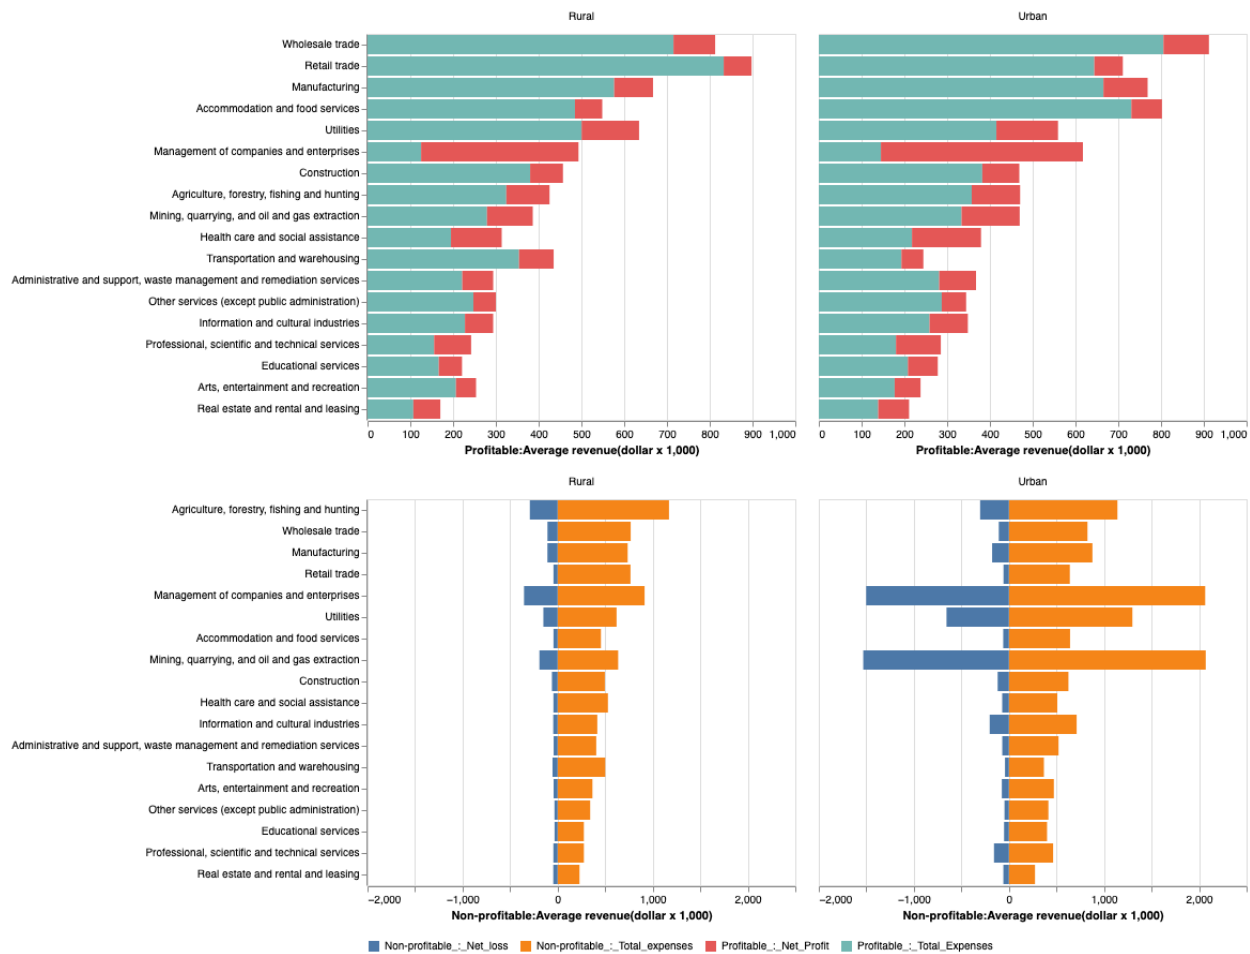 Rural
Urban
Wholesale trade
Retail trade
Manufacturing
Accommodation and food services
Utilities
Management of companies and enterprises
Construction
Agriculture, forestry, fishing and hunting
Mining, quarrying, and oil and gas extraction
Health care and social assistance
Transportation and warehousing
Administrative and support, waste management and remediation services
Other services (except public administration)
Information and cultural industries
Professional, scientific and technical services
Educational services
Arts, entertainment and recreation
Real estate and rental and leasing
0 100 200 300 400 500 600 700 800 900 1,000
0 100 200 300 400 500 600 700 800 900 1,000
Profitable:Average revenue(dollar x 1,000)
Profitable:Average revenue(dollar x 1,000)
Rural
Urban
Agriculture, forestry, fishing and hunting
Wholesale trade
Manufacturing
Retail trade
Management of companies and enterprises
Utilities
Accommodation and food services
Mining, quarrying, and oil and gas extraction
Construction
Health care and social assistance
Information and cultural industries
Administrative and support, waste management and remediation services
Transportation and warehousing
Arts, entertainment and recreation
Other services (except public administration)
Educational services
Professional, scientific and technical services
Real estate and rental and leasing
−2,000 −1,000 0 1,000 2,000
−2,000 −1,000 0 1,000 2,000
Non-profitable:Average revenue(dollar x 1,000)
Non-profitable:Average revenue(dollar x 1,000)
Non-profitable_:_Net_loss Non-profitable_:_Total_expenses Profitable_:_Net_Profit Profitable_:_Total_Expenses